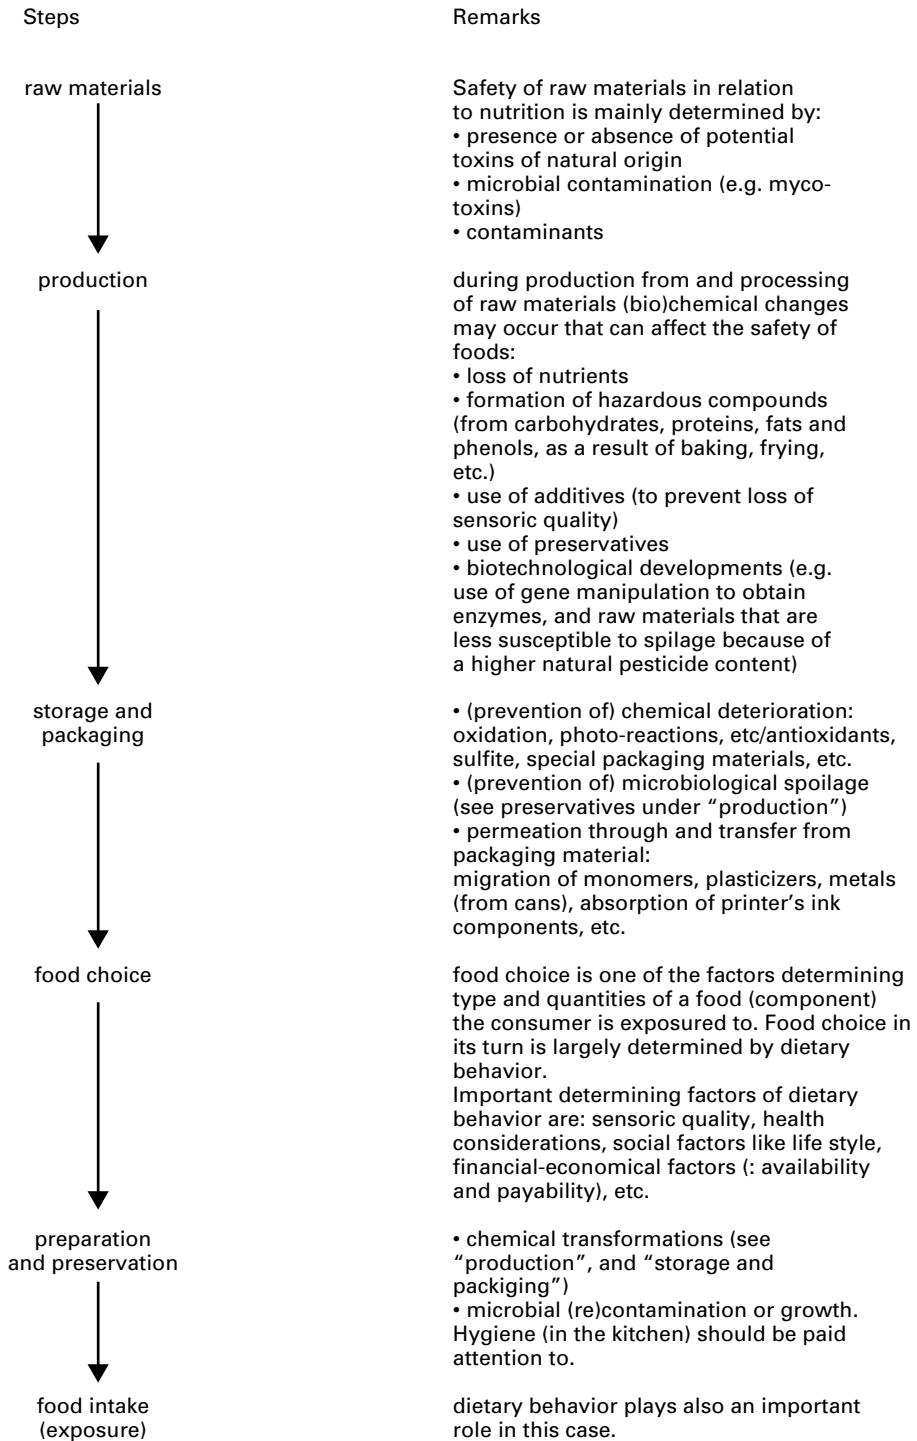 Steps
Remarks
raw materials
Safety of raw materials in relation
to nutrition is mainly determined by:
• presence or absence of potential
toxins of natural origin
• microbial contamination (e.g. myco-
toxins)
• contaminants
production
during production from and processing
of raw materials (bio)chemical changes
may occur that can affect the safety of
foods:
• loss of nutrients
• formation of hazardous compounds
(from carbohydrates, proteins, fats and
phenols, as a result of baking, frying,
etc.)
• use of additives (to prevent loss of
sensoric quality)
• use of preservatives
• biotechnological developments (e.g.
use of gene manipulation to obtain
enzymes, and raw materials that are
less susceptible to spilage because of
a higher natural pesticide content)
storage and
packaging
• (prevention of) chemical deterioration:
oxidation, photo-reactions, etc/antioxidants,
sulfite, special packaging materials, etc.
• (prevention of) microbiological spoilage
(see preservatives under “production”)
• permeation through and transfer from
packaging material:
migration of monomers, plasticizers, metals
(from cans), absorption of printer’s ink
components, etc.
food choice
food choice is one of the factors determining
type and quantities of a food (component)
the consumer is exposured to. Food choice in
its turn is largely determined by dietary
behavior.
Important determining factors of dietary
behavior are: sensoric quality, health
considerations, social factors like life style,
financial-economical factors (: availability
and payability), etc.
preparation
and preservation
• chemical transformations (see
“production”, and “storage and
packiging”)
• microbial (re)contamination or growth.
Hygiene (in the kitchen) should be paid
attention to.
food intake
(exposure)
dietary behavior plays also an important
role in this case.